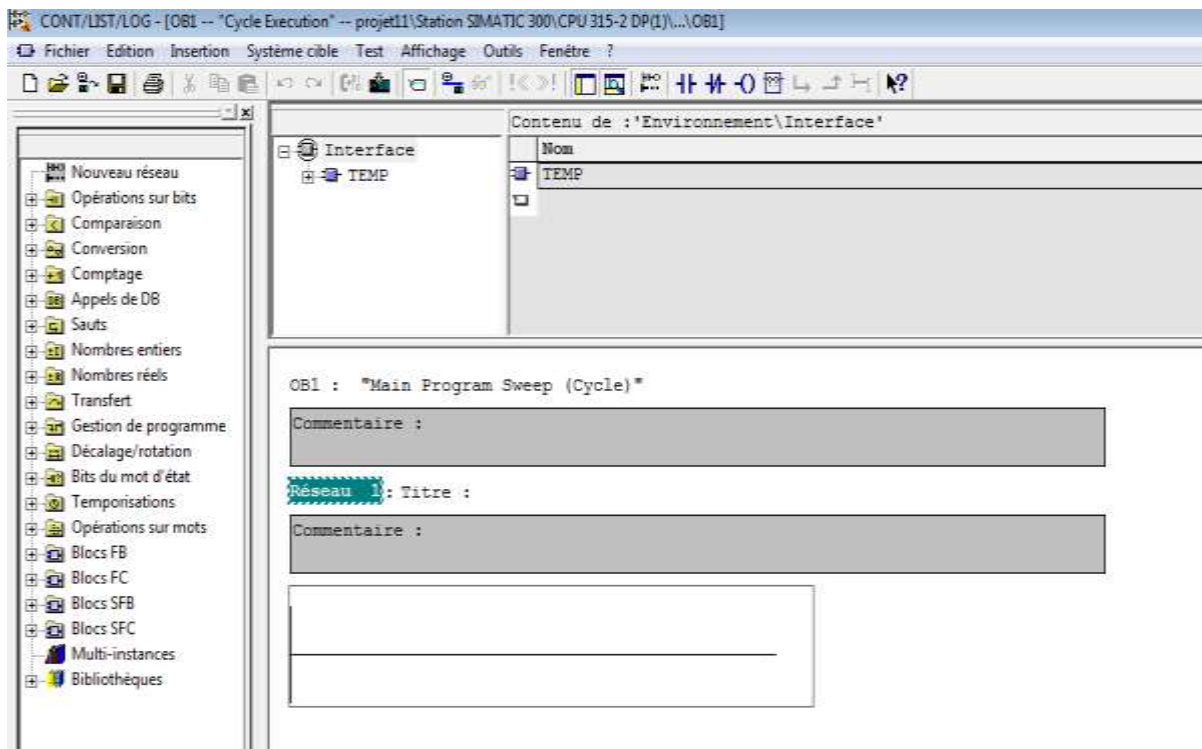 CONT/LIST/LOG - [OB1 -- "Cycle Execution" -- projet11\Station SIMATIC 300\CPU 315-2 DP(1)\...\OB1]
Fichier Edition Insertion Système cible Test Affichage Outils Fenêtre ?
Contenu de :'Environnement\Interface'
Interface
TEMP
Nom
TEMP
Nouveau réseau
Opérations sur bits
Comparaison
Conversion
Comptage
Appels de DB
Sauts
Nombres entiers
Nombres réels
Transfert
Gestion de programme
Décalage/rotation
Bits du mot d'état
Temporisations
Opérations sur mots
Blocs FB
Blocs FC
Blocs SFB
Blocs SFC
Multi-instances
Bibliothèques
OB1 : "Main Program Sweep (Cycle)"
Commentaire :
Réseau 1: Titre :
Commentaire :